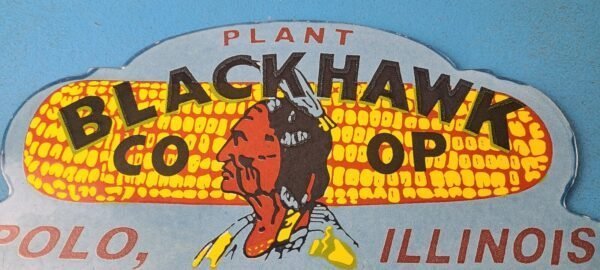 PLANT
BLACKHAWK
CO OP
POLO, ILLINOIS